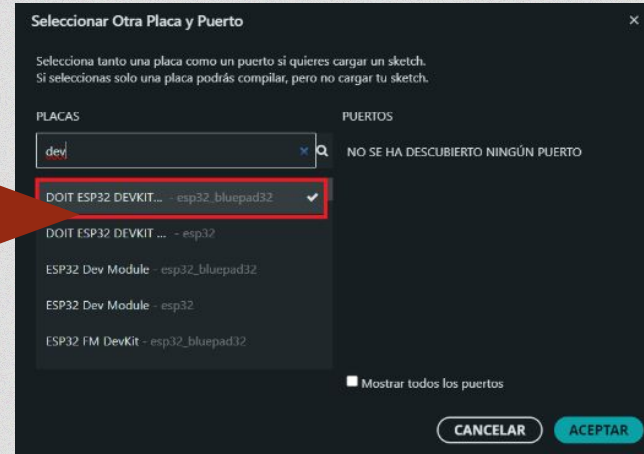 Seleccionar Otra Placa y Puerto
Selecciona tanto una placa como un puerto si quieres cargar un sketch.
Si seleccionas solo una placa podrás compilar, pero no cargar tu sketch.
PLACAS
PUERTOS
dev
NO SE HA DESCUBIERTO NINGÚN PUERTO
DOIT ESP32 DEVKIT... - esp32_bluepad32
DOIT ESP32 DEVKIT ... - esp32
ESP32 Dev Module - esp32_bluepad32
ESP32 Dev Module - esp32
ESP32 FM DevKit - esp32_bluepad32
Mostrar todos los puertos
CANCELAR
ACEPTAR